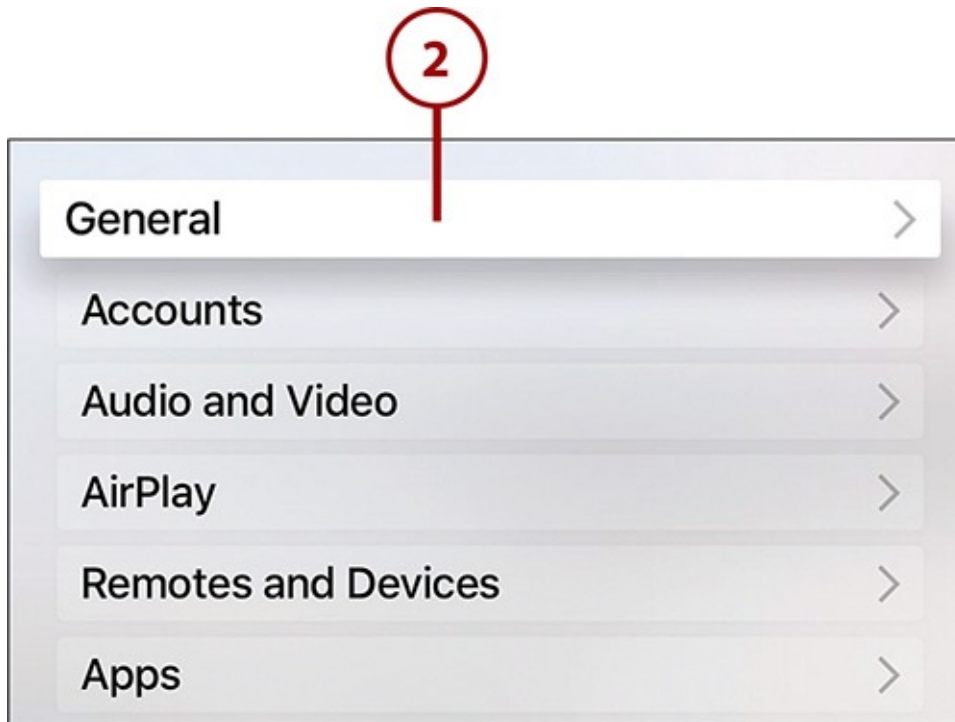 2
General
Accounts
Audio and Video
AirPlay
Remotes and Devices
Apps